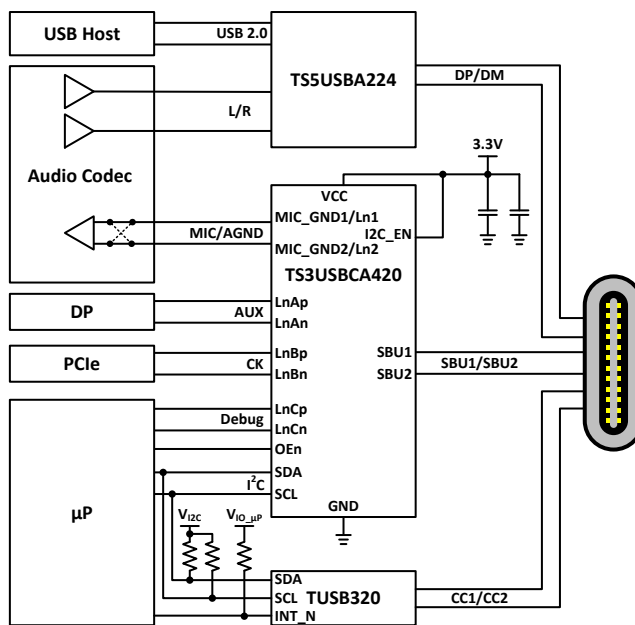 USB Host
USB 2.0
TS5USBA224
DP/DM
L/R
Audio Codec
3.3V
VCC
MIC_GND1/Ln1
I2C_EN
MIC/AGND
MIC_GND2/Ln2
TS3USBCA420
DP
AUX
LnAp
LnAn
PCIe
CK
LnBp
LnBn
SBU1
SBU2
SBU1/SBU2
µP
Debug
LnCp
LnCn
OEn
I²C
SDA
SCL
GND
VI2C
VIO_µP
SDA
SCL
INT_N
TUSB320
CC1/CC2